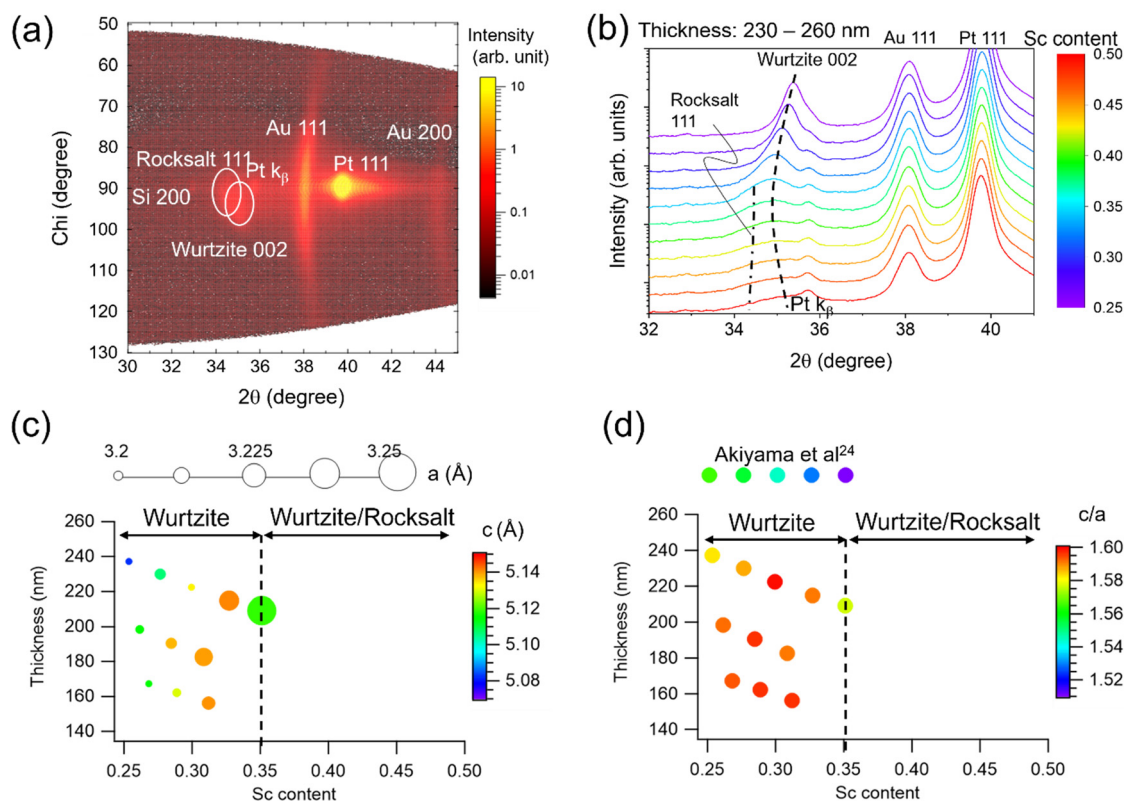 (a)
50
60
70
80
90
100
110
120
130
Chi (degree)
Au 111
Au 200
Rocksalt 111
Pt kβ
Pt 111
Si 200
Wurtzite 002
30 32 34 36 38 40 42 44
2θ (degree)
Intensity
(arb. unit)
10
1
0.1
0.01
(b)
Thickness: 230 – 260 nm
Au 111
Pt 111
Sc content
Wurtzite 002
Rocksalt
111
Pt kβ
Intensity (arb. units)
32 34 36 38 40
2θ (degree)
0.50
0.45
0.40
0.35
0.30
0.25
(c)
3.2 3.225 3.25
a (Å)
Wurtzite
Wurtzite/Rocksalt
260
240
220
200
180
160
140
Thickness (nm)
0.25 0.30 0.35 0.40 0.45 0.50
Sc content
c (Å)
5.14
5.12
5.10
5.08
(d)
Akiyama et al24
Wurtzite
Wurtzite/Rocksalt
260
240
220
200
180
160
140
Thickness (nm)
0.25 0.30 0.35 0.40 0.45 0.50
Sc content
c/a
1.60
1.58
1.56
1.54
1.52